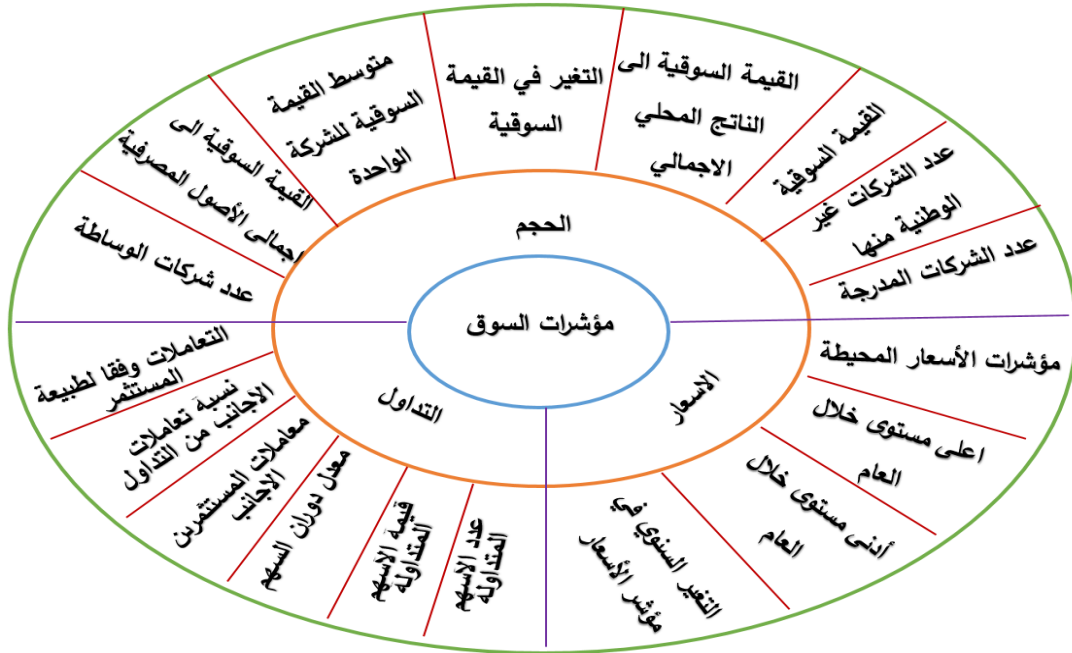 مؤشرات السوق
الحجم
عدد الشركات المدرجة
عدد الشركات غير
الوطنية منها
القيمة السوقية
القيمة السوقية الى
الناتج المحلي
الاجمالي
التغير في القيمة
السوقية
متوسط القيمة
السوقية للشركة
الواحدة
القيمة السوقية الى
اجمالى الأصول المصرفية
عدد شركات الوساطة
التداول
التعاملات وفقا لطبيعة
المستثمر
نسبة تعاملات
الاجانب من التداول
معاملات المستثمرين
الاجانب
معدل دوران السهم
قيمة الاسهم
المتداولة
عدد الاسهم
المتداولة
الاسعار
مؤشرات الأسعار المحيطة
اعلى مستوى خلال
العام
أدنى مستوى خلال
العام
التغير السنوي في
مؤشر الأسعار